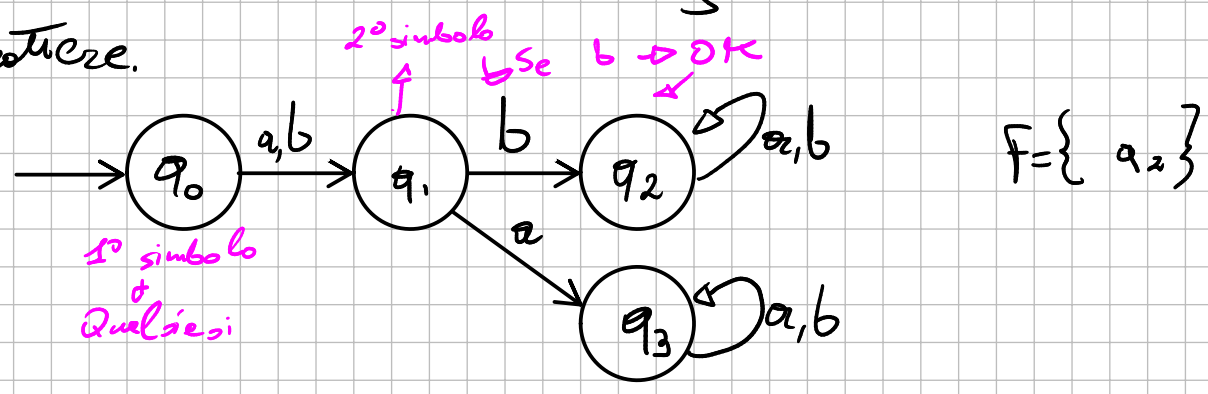 2° simbolo
Se b → OK
a,b
b
a,b
F={ q2 }
q0
q1
q2
a
1° simbolo
Qualsiasi
q3
a,b